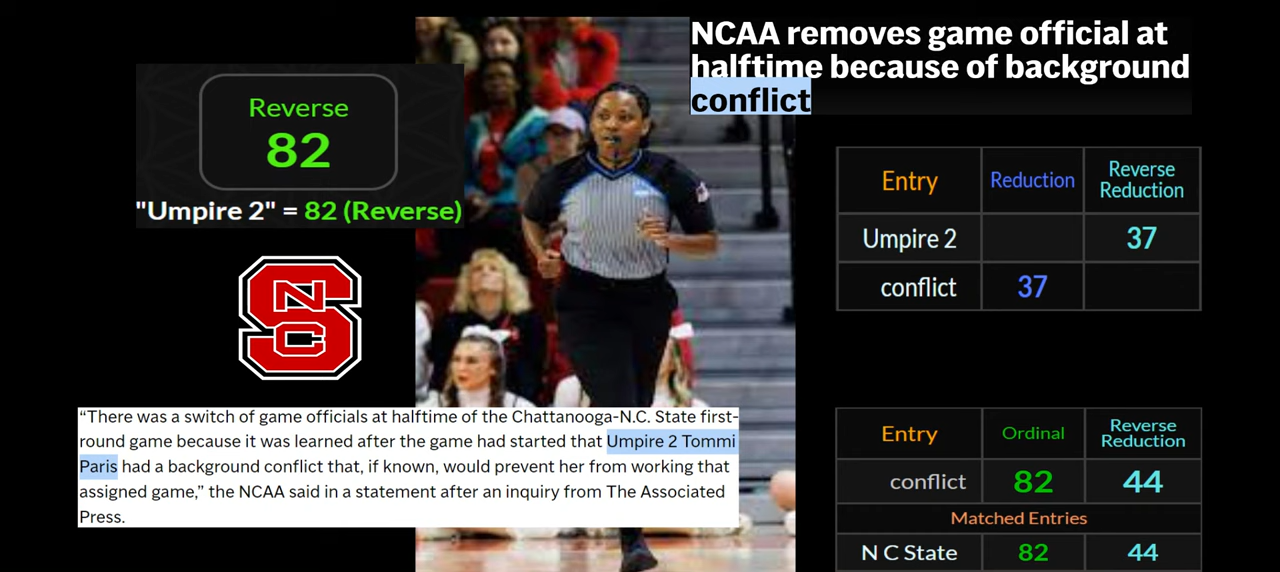 NCAA removes game official at
halftime because of background
conflict
Reverse
82
"Umpire 2" = 82 (Reverse)
Entry Reduction Reverse Reduction
Umpire 2 37
conflict 37
NCS
“There was a switch of game officials at halftime of the Chattanooga-N.C. State first-
round game because it was learned after the game had started that Umpire 2 Tommi
Paris had a background conflict that, if known, would prevent her from working that
assigned game,” the NCAA said in a statement after an inquiry from The Associated
Press.
Entry Ordinal Reverse Reduction
conflict 82 44
Matched Entries
N C State 82 44